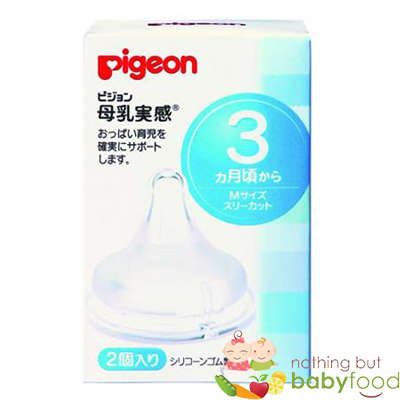 pigeon
ピジョン
母乳実感®
おっぱい育児を
確実にサポート
します。
3
ヵ月頃から
Mサイズ
スリーカット
2個入り
シリコーンゴム
nothing but
babyfood